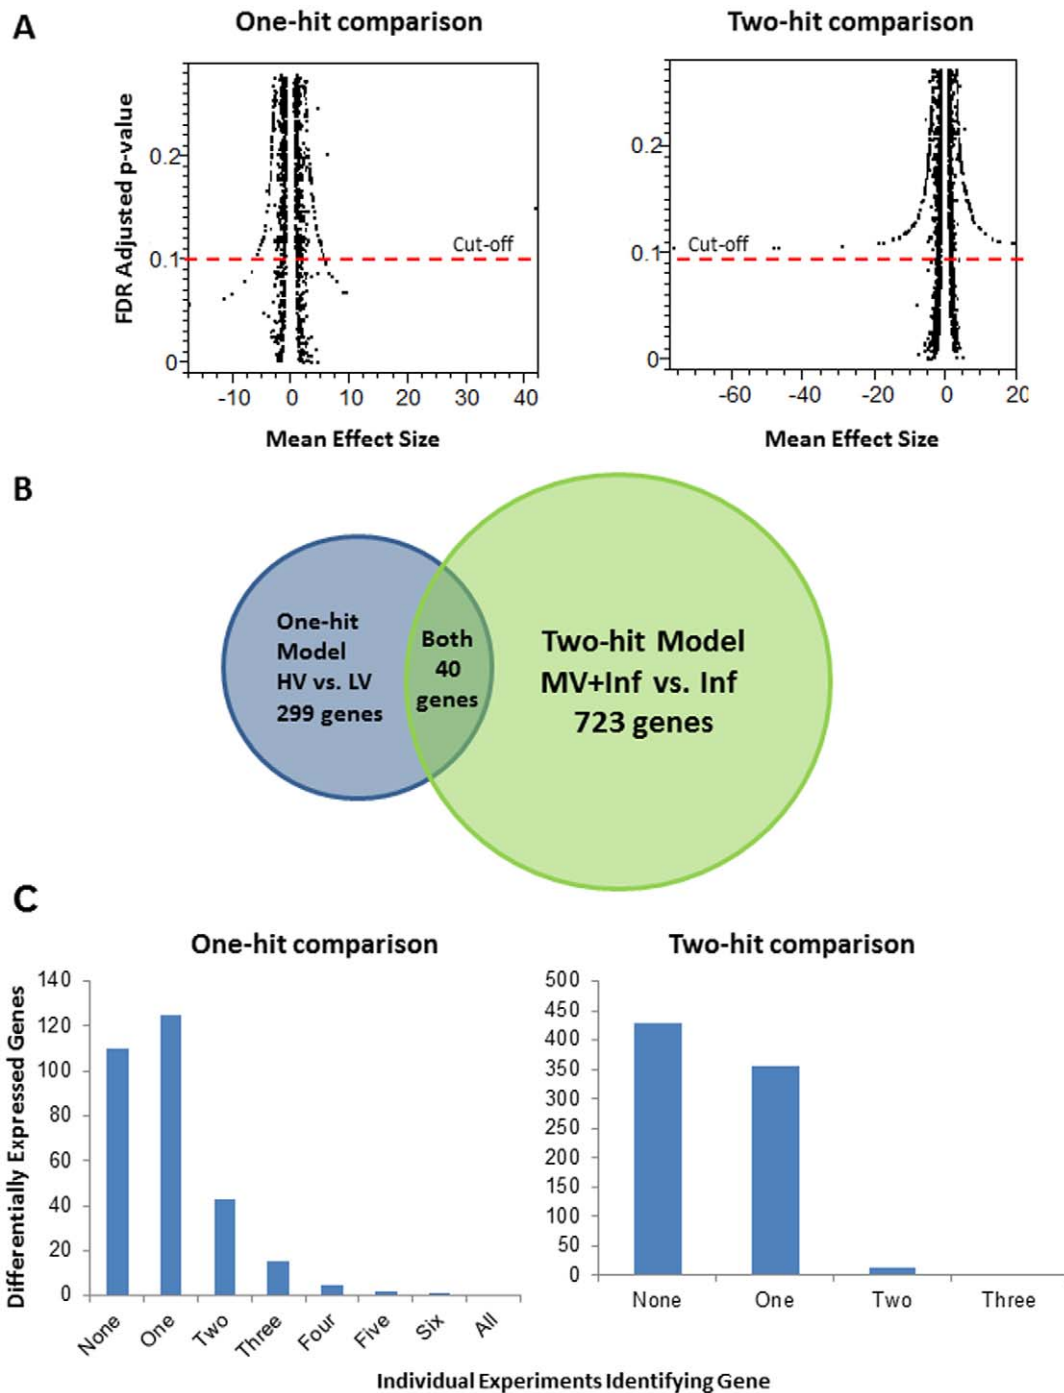 A
One-hit comparison
Two-hit comparison
FDR Adjusted p-value
0.2
0.1
0
Cut-off
-10 0 10 20 30 40
Mean Effect Size
0.2
0.1
0
Cut-off
-60 -40 -20 0 20
Mean Effect Size
B
One-hit
Model
HV vs. LV
299 genes
Both
40
genes
Two-hit Model
MV+Inf vs. Inf
723 genes
C
One-hit comparison
Differentially Expressed Genes
140
120
100
80
60
40
20
0
None One Two Three Four Five Six All
Two-hit comparison
500
450
400
350
300
250
200
150
100
50
0
None One Two Three
Individual Experiments Identifying Gene